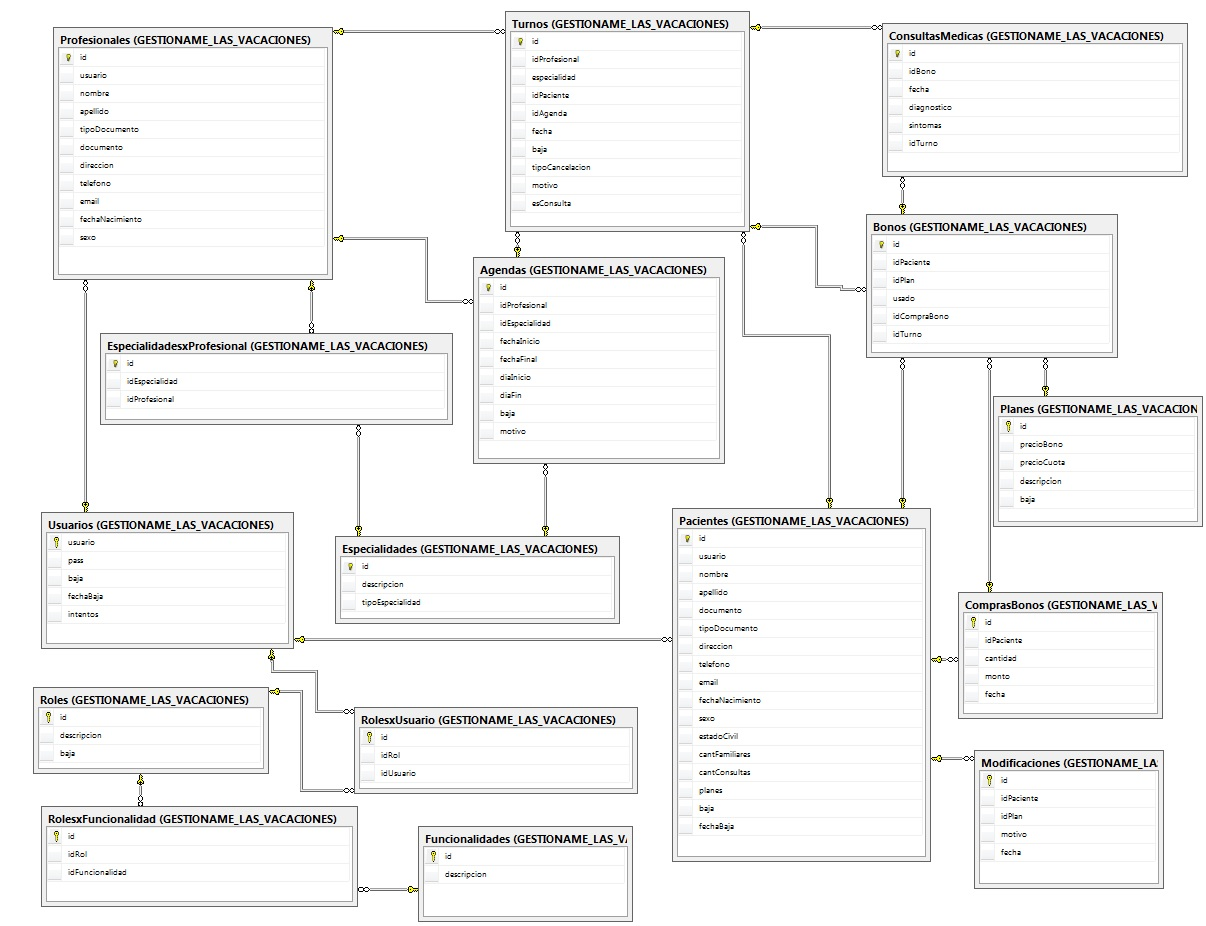 Profesionales (GESTIONAME_LAS_VACACIONES)
id
usuario
nombre
apellido
tipoDocumento
documento
direccion
telefono
email
fechaNacimiento
sexo
Turnos (GESTIONAME_LAS_VACACIONES)
id
idProfesional
especialidad
idPaciente
idAgenda
fecha
baja
tipoCancelacion
motivo
esConsulta
ConsultasMedicas (GESTIONAME_LAS_VACACIONES)
id
idBono
fecha
diagnostico
sintomas
idTurno
Bonos (GESTIONAME_LAS_VACACIONES)
id
idPaciente
idPlan
usado
idCompraBono
idTurno
Agendas (GESTIONAME_LAS_VACACIONES)
id
idProfesional
idEspecialidad
fechaInicio
fechaFinal
diaInicio
diaFin
baja
motivo
EspecialidadesxProfesional (GESTIONAME_LAS_VACACIONES)
id
idEspecialidad
idProfesional
Planes (GESTIONAME_LAS_VACACION
id
precioBono
precioCuota
descripcion
baja
Usuarios (GESTIONAME_LAS_VACACIONES)
usuario
pass
baja
fechaBaja
intentos
Especialidades (GESTIONAME_LAS_VACACIONES)
id
descripcion
tipoEspecialidad
Pacientes (GESTIONAME_LAS_VACACIONES)
id
usuario
nombre
apellido
documento
tipoDocumento
direccion
telefono
email
fechaNacimiento
sexo
estadoCivil
cantFamiliares
cantConsultas
planes
baja
fechaBaja
ComprasBonos (GESTIONAME_LAS_V
id
idPaciente
cantidad
monto
fecha
Roles (GESTIONAME_LAS_VACACIONES)
id
descripcion
baja
RolesxUsuario (GESTIONAME_LAS_VACACIONES)
id
idRol
idUsuario
Modificaciones (GESTIONAME_LAS
id
idPaciente
idPlan
motivo
fecha
RolesxFuncionalidad (GESTIONAME_LAS_VACACIONES)
id
idRol
idFuncionalidad
Funcionalidades (GESTIONAME_LAS_VA
id
descripcion